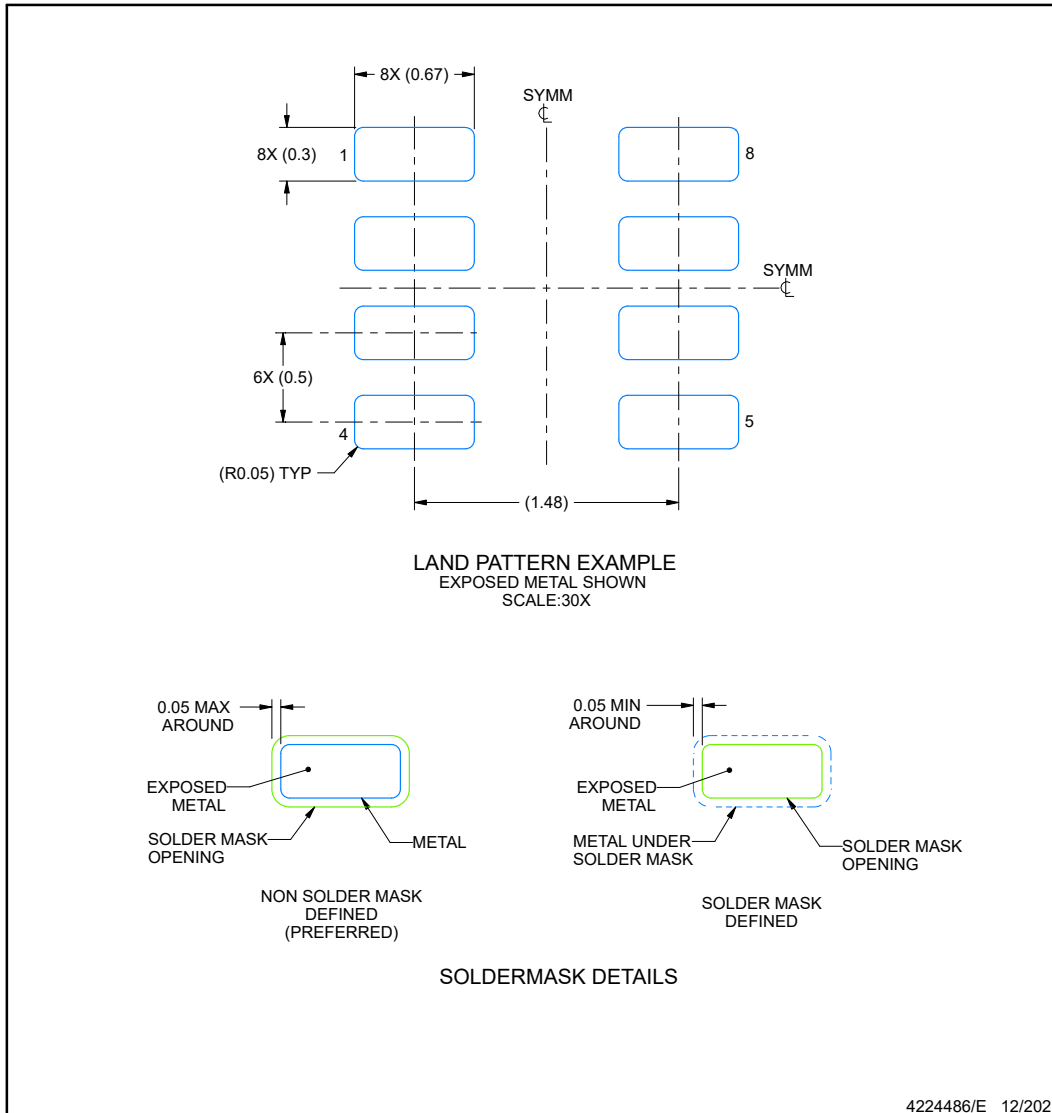 8X (0.67)
SYMM
8X (0.3)
1
8
SYMM
6X (0.5)
4
5
(R0.05) TYP
(1.48)
LAND PATTERN EXAMPLE
EXPOSED METAL SHOWN
SCALE:30X
0.05 MAX
AROUND
EXPOSED
METAL
SOLDER MASK
OPENING
METAL
NON SOLDER MASK
DEFINED
(PREFERRED)
0.05 MIN
AROUND
EXPOSED
METAL
METAL UNDER
SOLDER MASK
SOLDER MASK
OPENING
SOLDER MASK
DEFINED
SOLDERMASK DETAILS
4224486/E 12/202